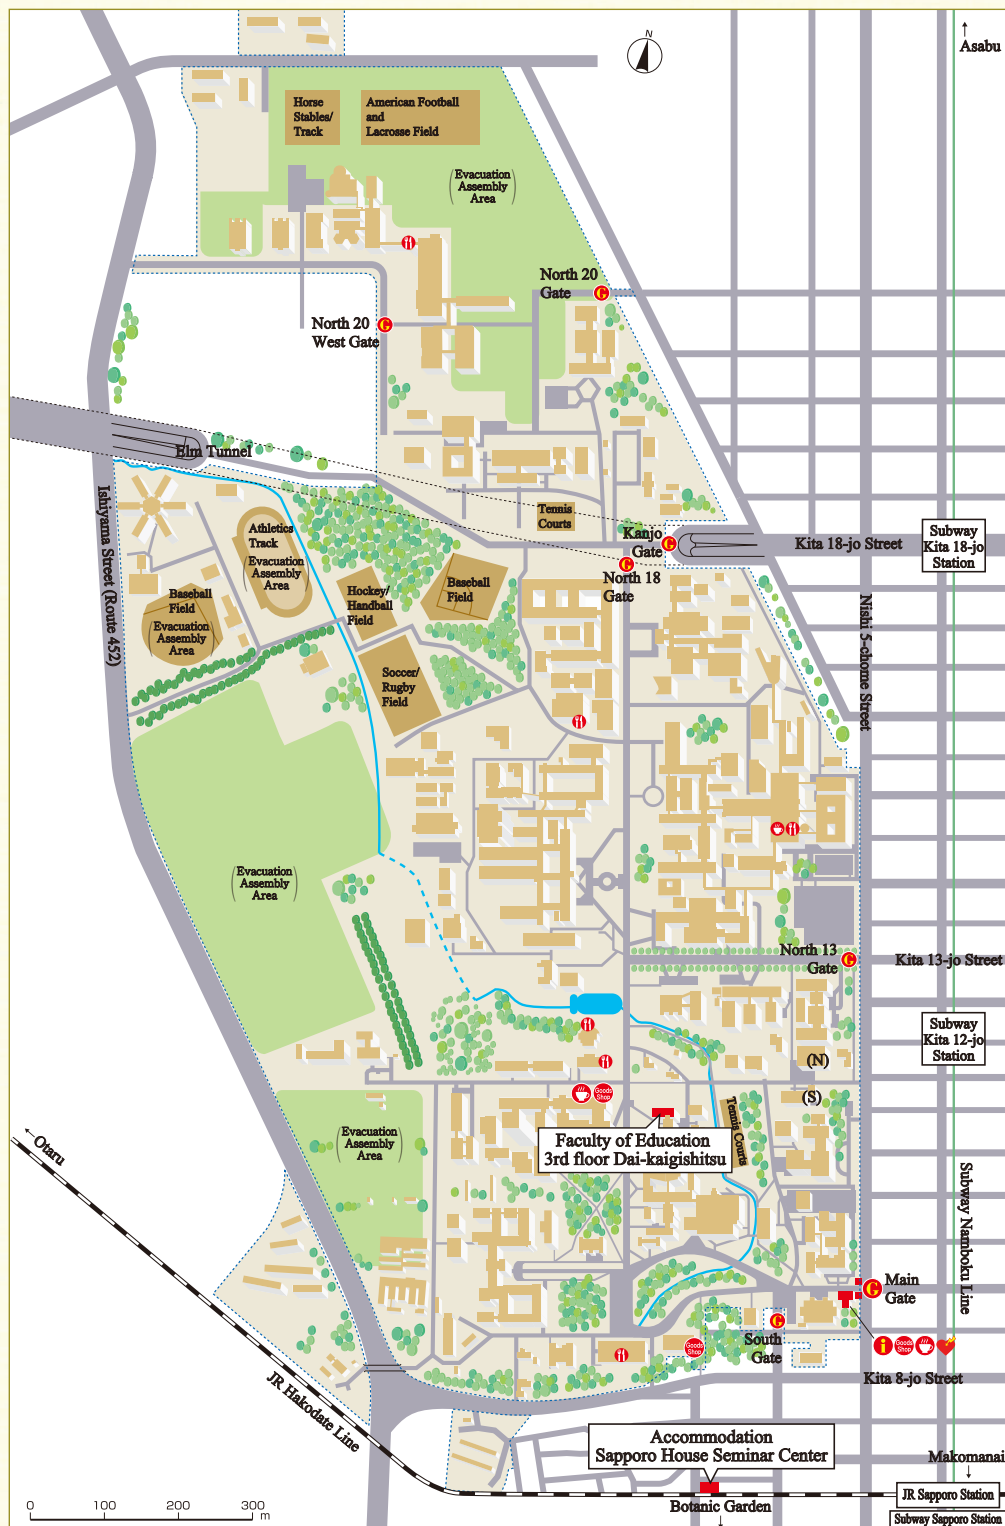 N
↑
Asabu
Horse
Stables/
Track
American Football
and
Lacrosse Field
(Evacuation
Assembly
Area)
North 20
Gate
G
North 20
West Gate
G
Elm Tunnel
Ishiyama Street (Route 452)
Athletics
Track
(Evacuation
Assembly
Area)
Tennis
Courts
Kanjo
Gate
G
G
North 18
Gate
Kita 18-jo Street
Subway
Kita 18-jo
Station
Baseball
Field
(Evacuation
Assembly
Area)
Hockey/
Handball
Field
Baseball
Field
Soccer/
Rugby
Field
Nishi 5-chome Street
(Evacuation
Assembly
Area)
North 13
Gate
G
Kita 13-jo Street
Subway
Kita 12-jo
Station
(N)
(S)
Goods
Shop
Tennis Courts
Faculty of Education
3rd floor Dai-kaigishitsu
(Evacuation
Assembly
Area)
← Otaru
Subway Namboku Line
Main
Gate
G
G
South
Gate
i
Goods
Shop
Goods
Shop
Kita 8-jo Street
JR Hakodate Line
Accommodation
Sapporo House Seminar Center
Makomanai
↓
JR Sapporo Station
Subway Sapporo Station
Botanic Garden
↓
0 100 200 300
m